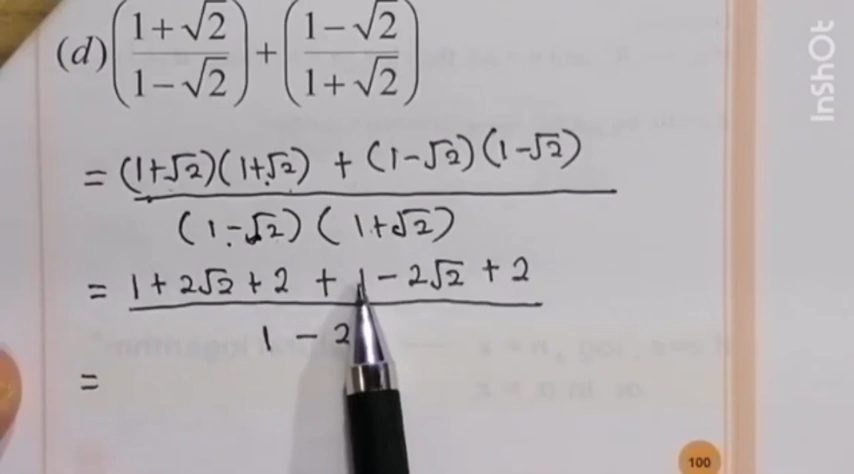 InShOt
(d) ((1+√2)/(1−√2)) + ((1−√2)/(1+√2))
= ((1+√2)(1+√2) + (1−√2)(1−√2))/((1−√2)(1+√2))
= (1+2√2+2 + 1−2√2+2)/(1−2
=
100